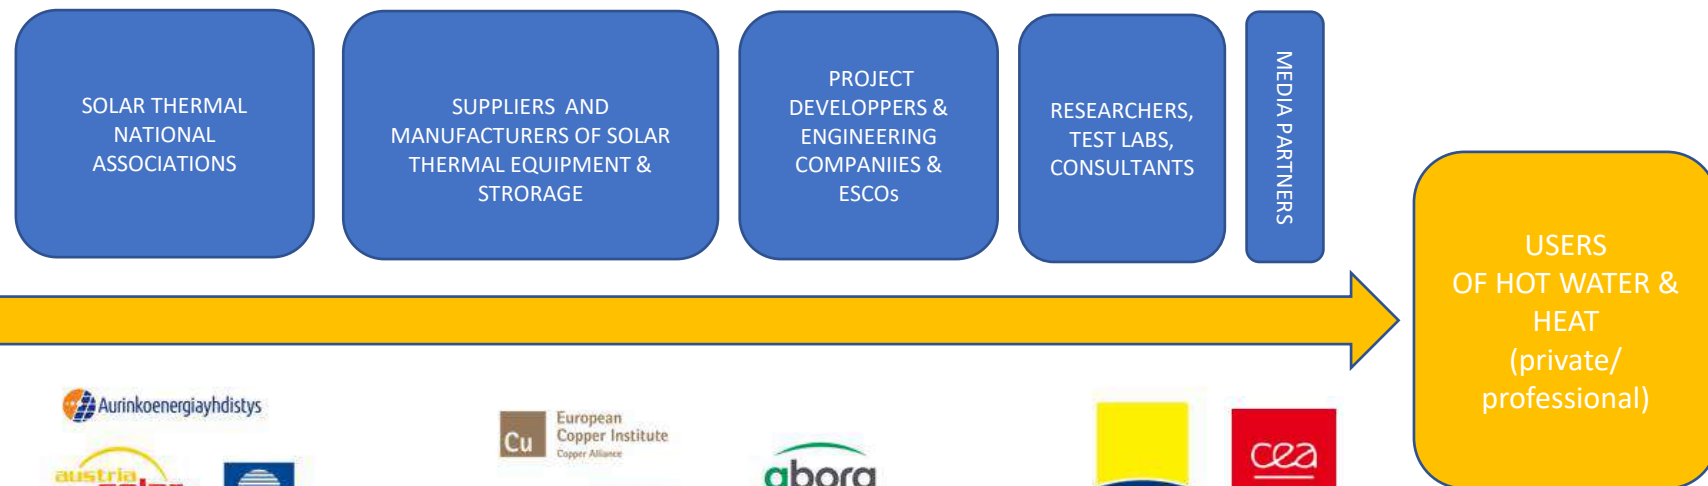 SOLAR THERMAL
NATIONAL
ASSOCIATIONS
SUPPLIERS AND
MANUFACTURERS OF SOLAR
THERMAL EQUIPMENT &
STRORAGE
PROJECT
DEVELOPPERS &
ENGINEERING
COMPANIIES &
ESCOs
RESEARCHERS,
TEST LABS,
CONSULTANTS
MEDIA PARTNERS
USERS
OF HOT WATER &
HEAT
(private/
professional)
Aurinkoenergiayhdistys
austria
solar
Cu
European
Copper Institute
Copper Alliance
abora
cea